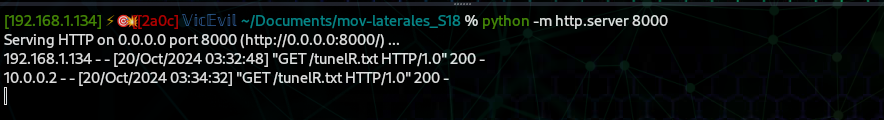 [192.168.1.134] ⚡🎯💥[2a0c] VicEvil ~/Documents/mov-laterales_S18 % python -m http.server 8000
Serving HTTP on 0.0.0.0 port 8000 (http://0.0.0.0:8000/) ...
192.168.1.134 - - [20/Oct/2024 03:32:48] "GET /tunelR.txt HTTP/1.0" 200 -
10.0.0.2 - - [20/Oct/2024 03:34:32] "GET /tunelR.txt HTTP/1.0" 200 -